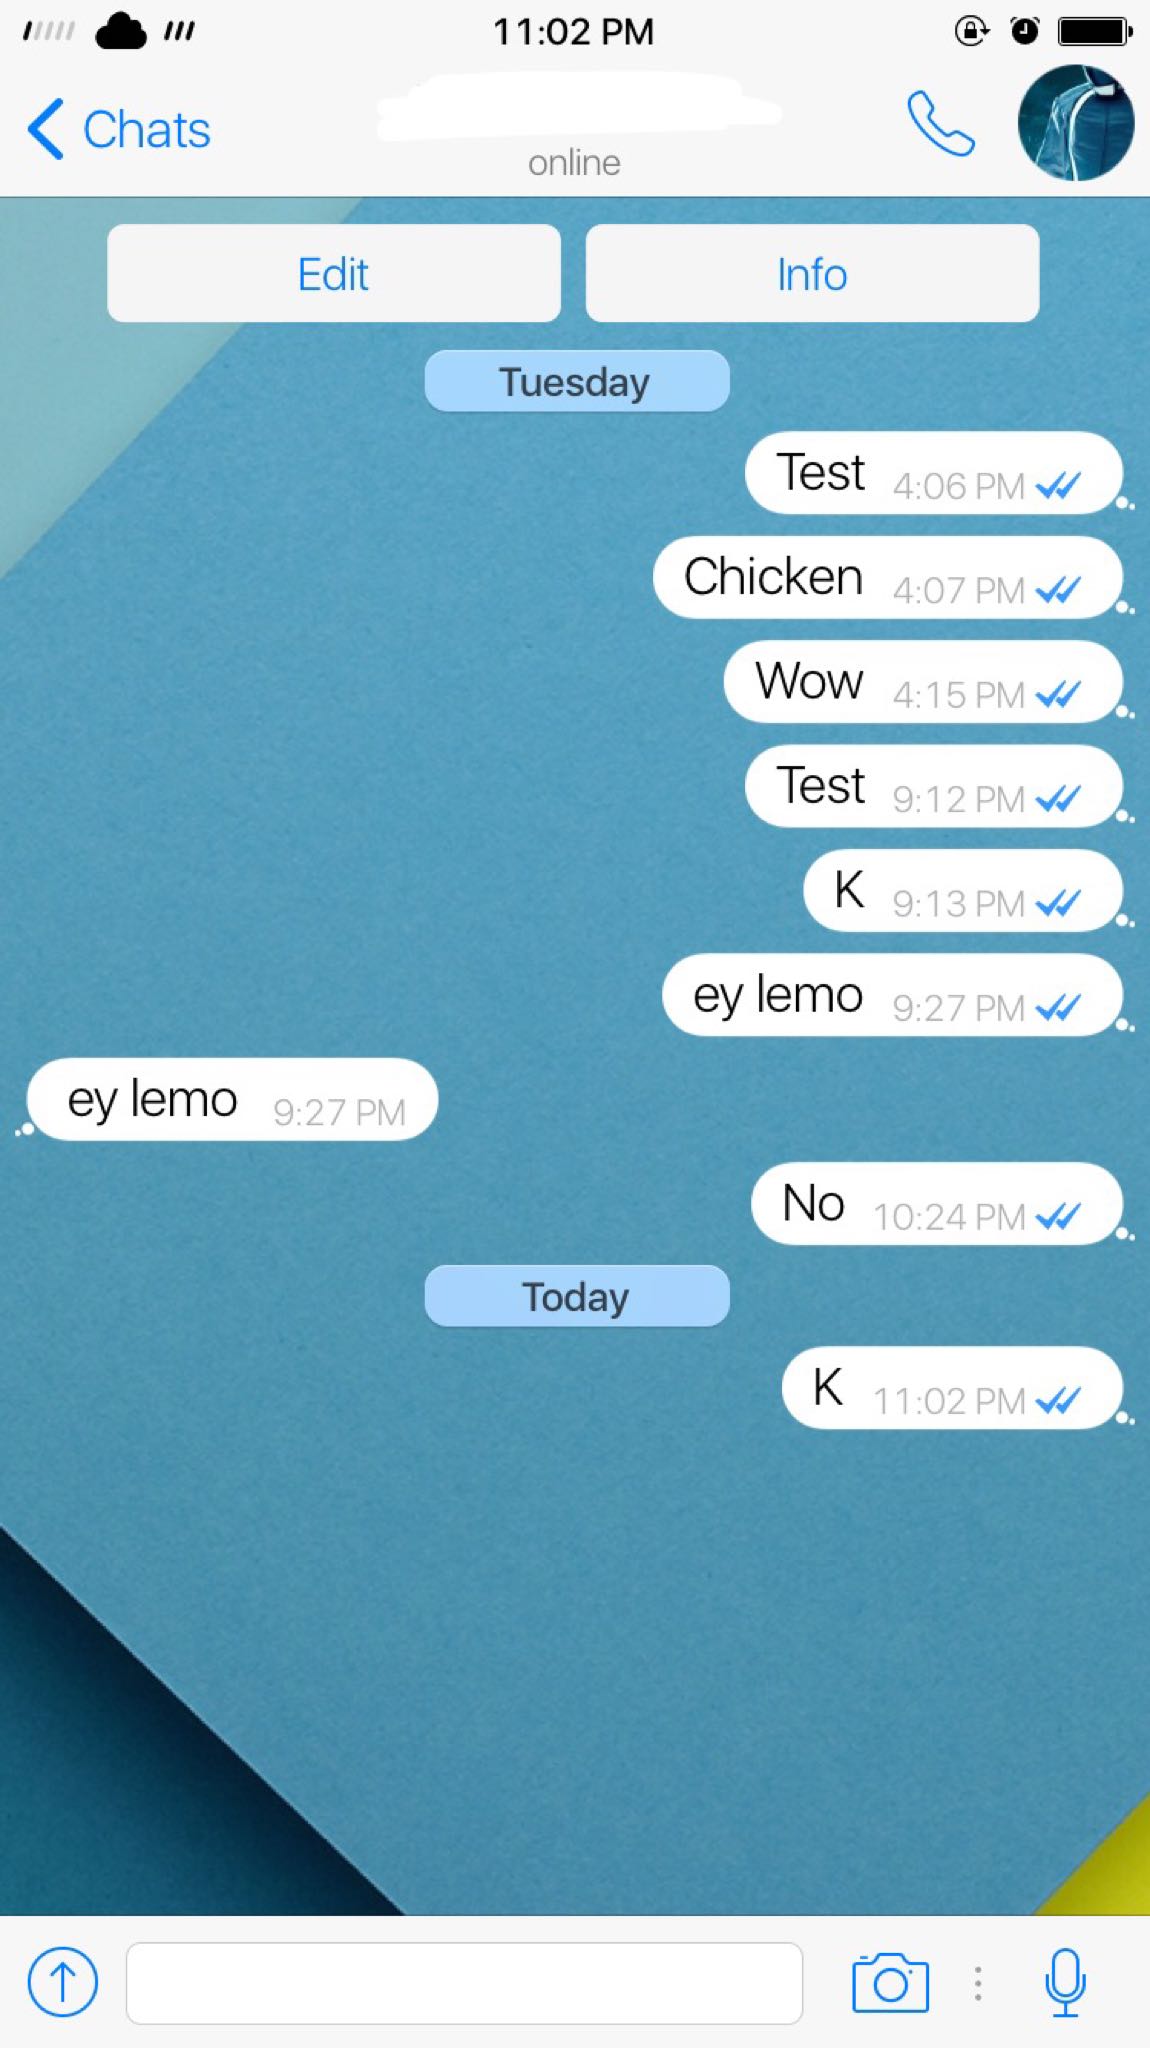 11:02 PM
Chats
online
Edit Info
Tuesday
Test 4:06 PM
Chicken 4:07 PM
Wow 4:15 PM
Test 9:12 PM
K 9:13 PM
ey lemo 9:27 PM
ey lemo 9:27 PM
No 10:24 PM
Today
K 11:02 PM